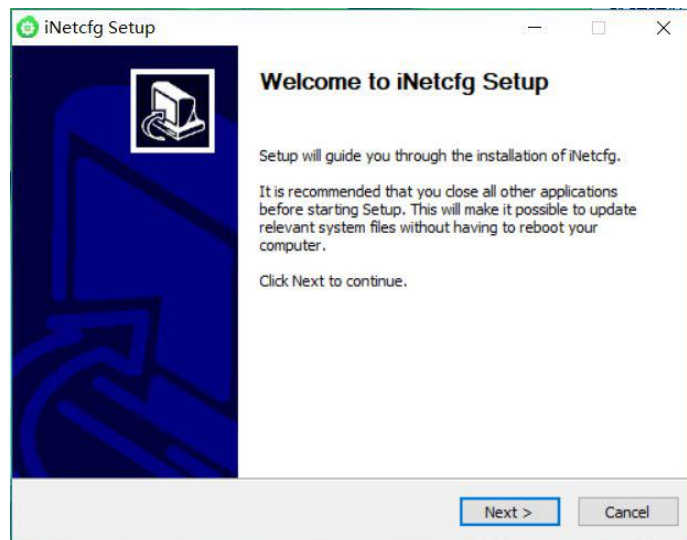 iNetcfg Setup
Welcome to iNetcfg Setup
Setup will guide you through the installation of iNetcfg.
It is recommended that you close all other applications
before starting Setup. This will make it possible to update
relevant system files without having to reboot your
computer.
Click Next to continue.
Next >
Cancel